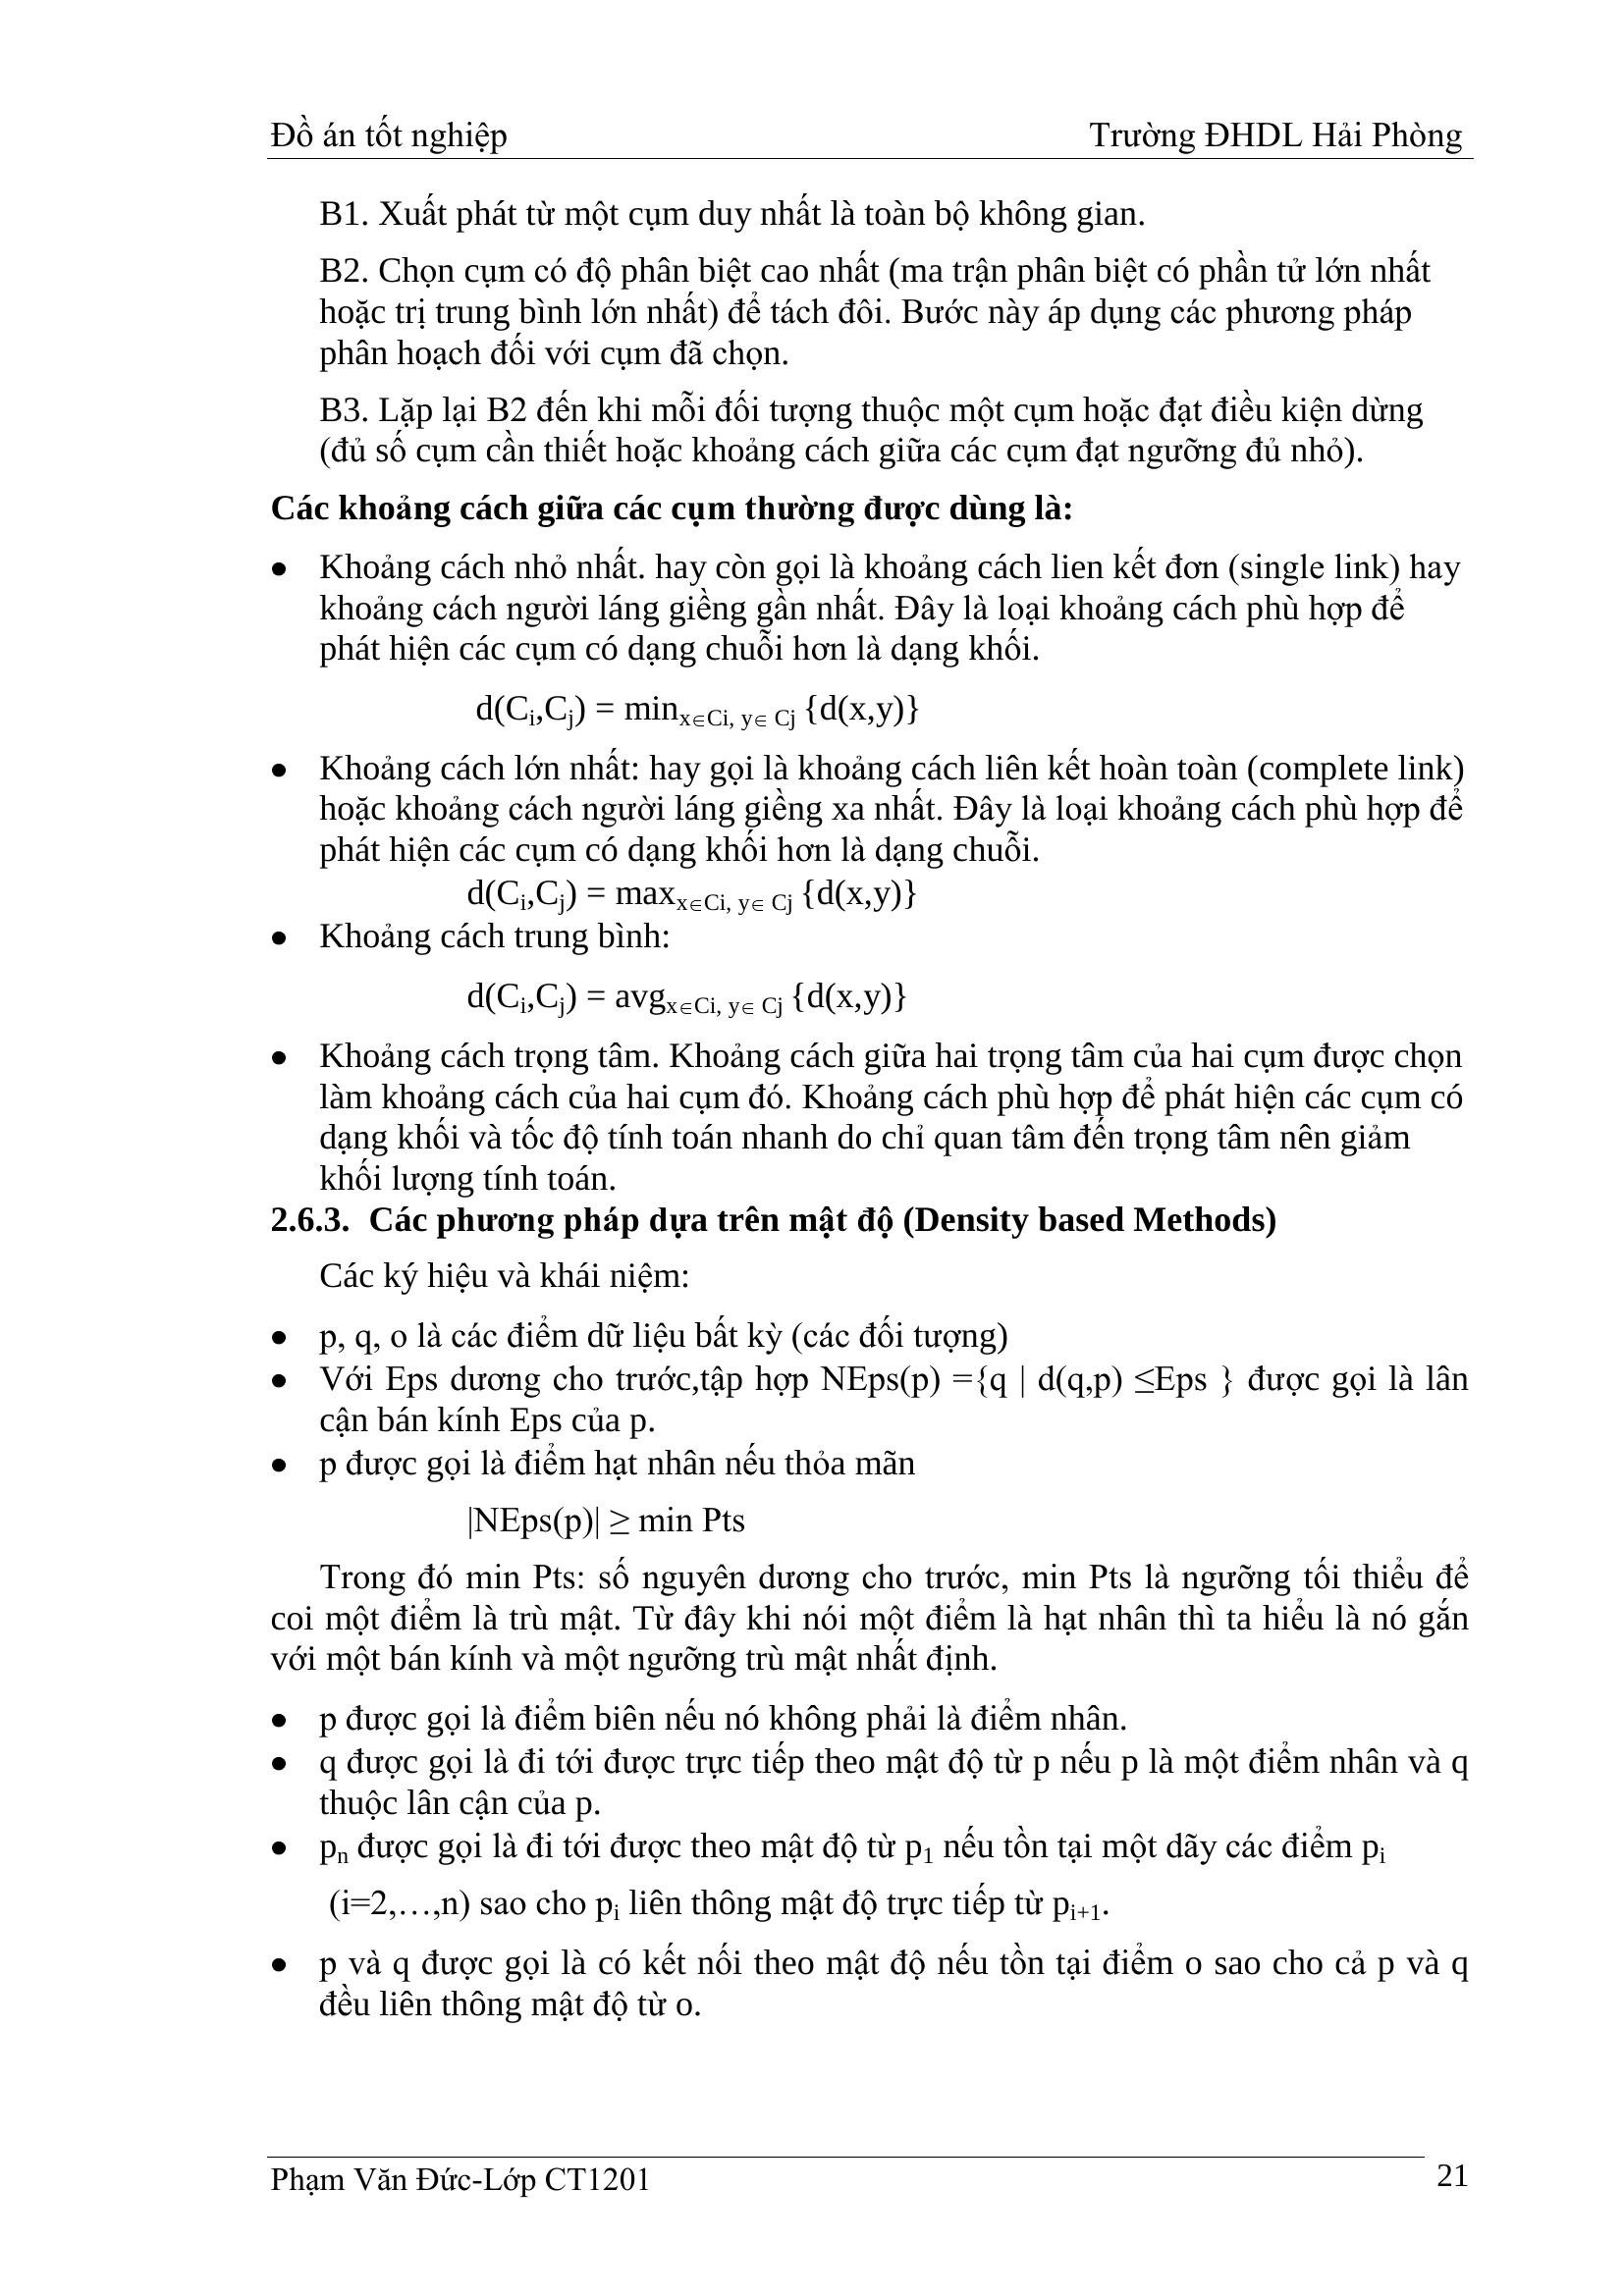 Đồ án tốt nghiệp Trường ĐHDL Hải Phòng
B1. Xuất phát từ một cụm duy nhất là toàn bộ không gian.
B2. Chọn cụm có độ phân biệt cao nhất (ma trận phân biệt có phần tử lớn nhất
hoặc trị trung bình lớn nhất) để tách đôi. Bước này áp dụng các phương pháp
phân hoạch đối với cụm đã chọn.
B3. Lặp lại B2 đến khi mỗi đối tượng thuộc một cụm hoặc đạt điều kiện dừng
(đủ số cụm cần thiết hoặc khoảng cách giữa các cụm đạt ngưỡng đủ nhỏ).
Các khoảng cách giữa các cụm thường được dùng là:
• Khoảng cách nhỏ nhất. hay còn gọi là khoảng cách lien kết đơn (single link) hay
khoảng cách người láng giềng gần nhất. Đây là loại khoảng cách phù hợp để
phát hiện các cụm có dạng chuỗi hơn là dạng khối.
d(Ci,Cj) = minx∈Ci, y∈ Cj {d(x,y)}
• Khoảng cách lớn nhất: hay gọi là khoảng cách liên kết hoàn toàn (complete link)
hoặc khoảng cách người láng giềng xa nhất. Đây là loại khoảng cách phù hợp để
phát hiện các cụm có dạng khối hơn là dạng chuỗi.
d(Ci,Cj) = maxx∈Ci, y∈ Cj {d(x,y)}
• Khoảng cách trung bình:
d(Ci,Cj) = avgx∈Ci, y∈ Cj {d(x,y)}
• Khoảng cách trọng tâm. Khoảng cách giữa hai trọng tâm của hai cụm được chọn
làm khoảng cách của hai cụm đó. Khoảng cách phù hợp để phát hiện các cụm có
dạng khối và tốc độ tính toán nhanh do chỉ quan tâm đến trọng tâm nên giảm
khối lượng tính toán.
2.6.3. Các phương pháp dựa trên mật độ (Density based Methods)
Các ký hiệu và khái niệm:
• p, q, o là các điểm dữ liệu bất kỳ (các đối tượng)
• Với Eps dương cho trước,tập hợp NEps(p) ={q | d(q,p) ≤Eps } được gọi là lân
cận bán kính Eps của p.
• p được gọi là điểm hạt nhân nếu thỏa mãn
|NEps(p)| ≥ min Pts
Trong đó min Pts: số nguyên dương cho trước, min Pts là ngưỡng tối thiểu để
coi một điểm là trù mật. Từ đây khi nói một điểm là hạt nhân thì ta hiểu là nó gắn
với một bán kính và một ngưỡng trù mật nhất định.
• p được gọi là điểm biên nếu nó không phải là điểm nhân.
• q được gọi là đi tới được trực tiếp theo mật độ từ p nếu p là một điểm nhân và q
thuộc lân cận của p.
• pn được gọi là đi tới được theo mật độ từ p1 nếu tồn tại một dãy các điểm pi
(i=2,…,n) sao cho pi liên thông mật độ trực tiếp từ pi+1.
• p và q được gọi là có kết nối theo mật độ nếu tồn tại điểm o sao cho cả p và q
đều liên thông mật độ từ o.
Phạm Văn Đức-Lớp CT1201 21